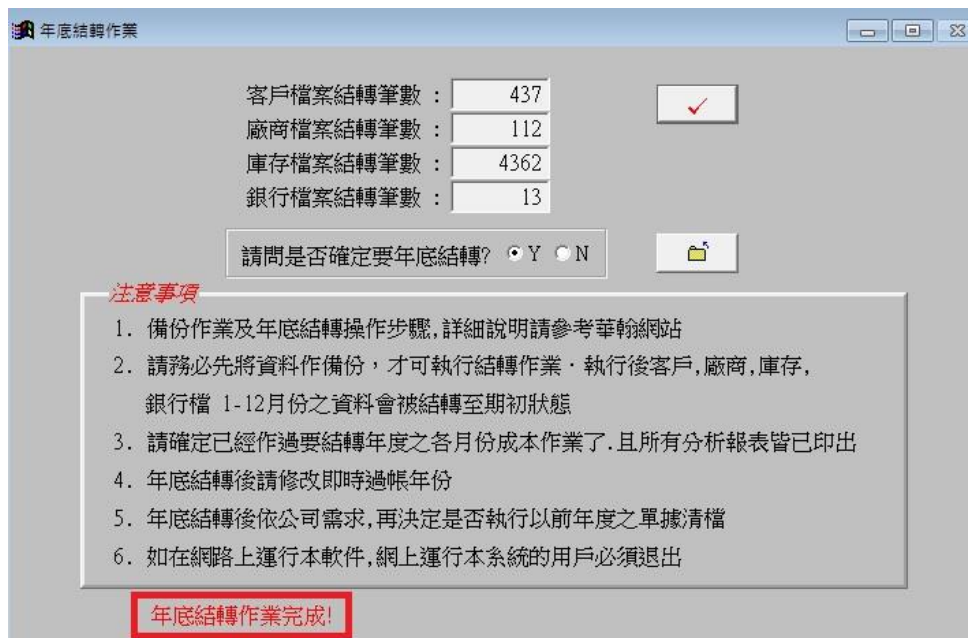 年底結轉作業
客戶檔案結轉筆數 : 437
廠商檔案結轉筆數 : 112
庫存檔案結轉筆數 : 4362
銀行檔案結轉筆數 : 13
請問是否確定要年底結轉? Y N
注意事項
1. 備份作業及年底結轉操作步驟,詳細說明請參考華翰網站
2. 請務必先將資料作備份，才可執行結轉作業．執行後客戶,廠商,庫存,
銀行檔 1-12月份之資料會被結轉至期初狀態
3. 請確定已經作過要結轉年度之各月份成本作業了.且所有分析報表皆已印出
4. 年底結轉後請修改即時過帳年份
5. 年底結轉後依公司需求,再決定是否執行以前年度之單據清檔
6. 如在網路上運行本軟件,網上運行本系統的用戶必須退出
年底結轉作業完成!